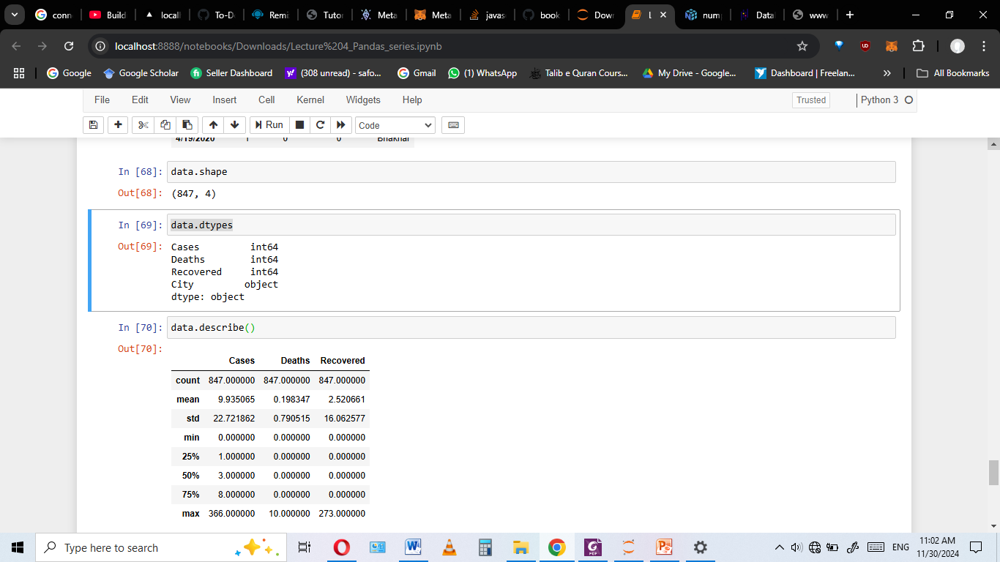 conn
Build
locall
To-D
Remi
Tutor
Meta
Meta
javas
book
Down
L
num
Data
www
localhost:8888/notebooks/Downloads/Lecture%204_Pandas_series.ipynb
Google
Google Scholar
Seller Dashboard
(308 unread) - safo...
Gmail
(1) WhatsApp
Talib e Quran Cours...
My Drive - Google...
Dashboard | Freelan...
»
All Bookmarks
File Edit View Insert Cell Kernel Widgets Help Trusted Python 3
Run Code
4/19/2020 1 0 0 Bhakhar
In [68]: data.shape
Out[68]: (847, 4)
In [69]: data.dtypes
Out[69]: Cases int64
Deaths int64
Recovered int64
City object
dtype: object
In [70]: data.describe()
Out[70]:
Cases Deaths Recovered
count 847.000000 847.000000 847.000000
mean 9.935065 0.198347 2.520661
std 22.721862 0.790515 16.062577
min 0.000000 0.000000 0.000000
25% 1.000000 0.000000 0.000000
50% 3.000000 0.000000 0.000000
75% 8.000000 0.000000 0.000000
max 366.000000 10.000000 273.000000
Type here to search
ENG
11:02 AM
11/30/2024